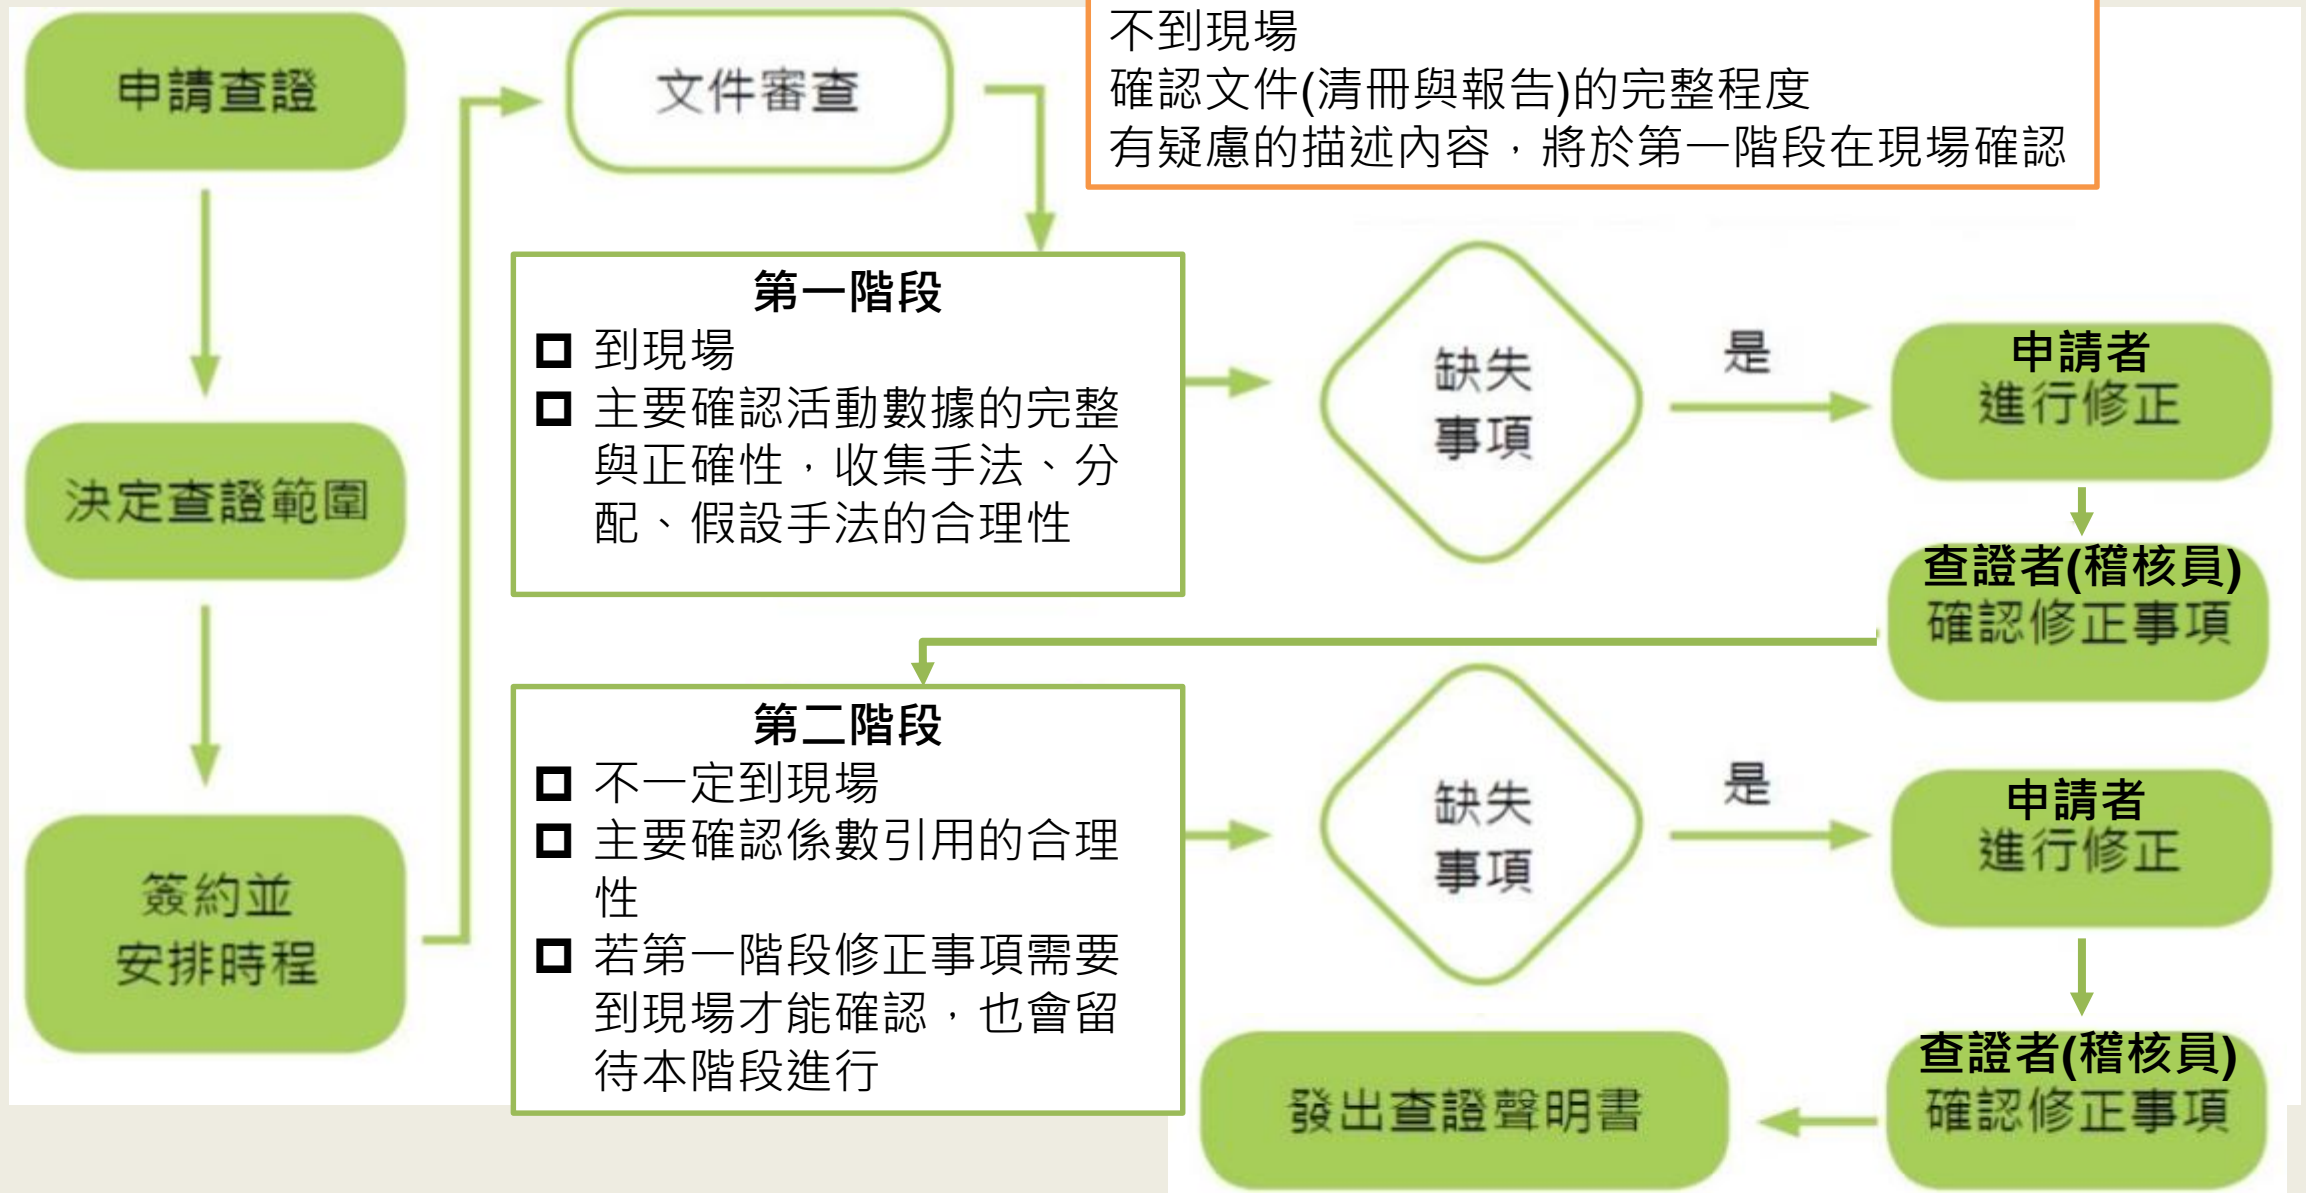 申請查證
決定查證範圍
簽約並
安排時程
文件審查
不到現場
確認文件(清冊與報告)的完整程度
有疑慮的描述內容，將於第一階段在現場確認
第一階段
到現場
主要確認活動數據的完整
與正確性，收集手法、分
配、假設手法的合理性
缺失
事項
是
申請者
進行修正
查證者(稽核員)
確認修正事項
第二階段
不一定到現場
主要確認係數引用的合理
性
若第一階段修正事項需要
到現場才能確認，也會留
待本階段進行
缺失
事項
是
申請者
進行修正
查證者(稽核員)
確認修正事項
發出查證聲明書